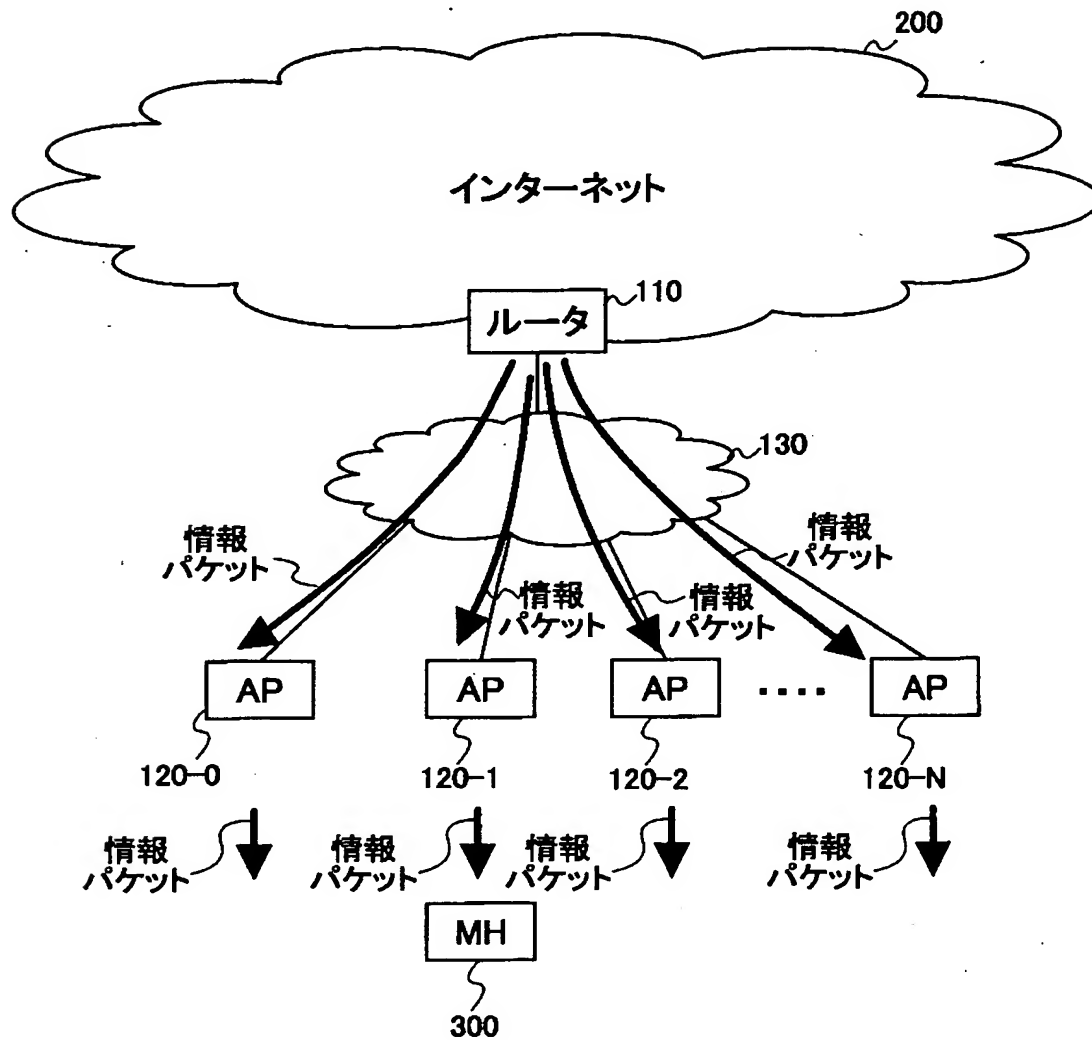 200
インターネット
110
ルータ
130
情報
パケット
情報
パケット
情報
パケット
情報
パケット
AP
AP
AP
‥‥
AP
120-0
120-1
120-2
120-N
情報
パケット
情報
パケット
情報
パケット
情報
パケット
MH
300